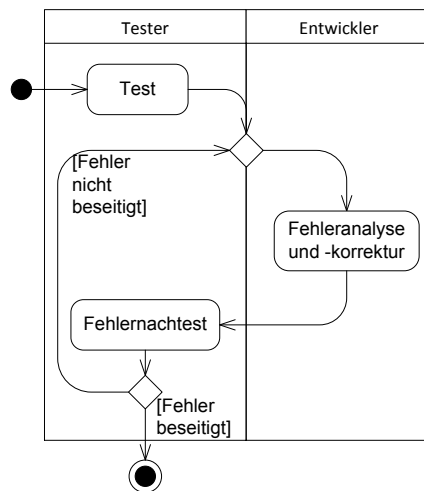 Tester
Entwickler
Test
[Fehler
nicht
beseitigt]
Fehleranalyse
und -korrektur
Fehlernachtest
[Fehler
beseitigt]